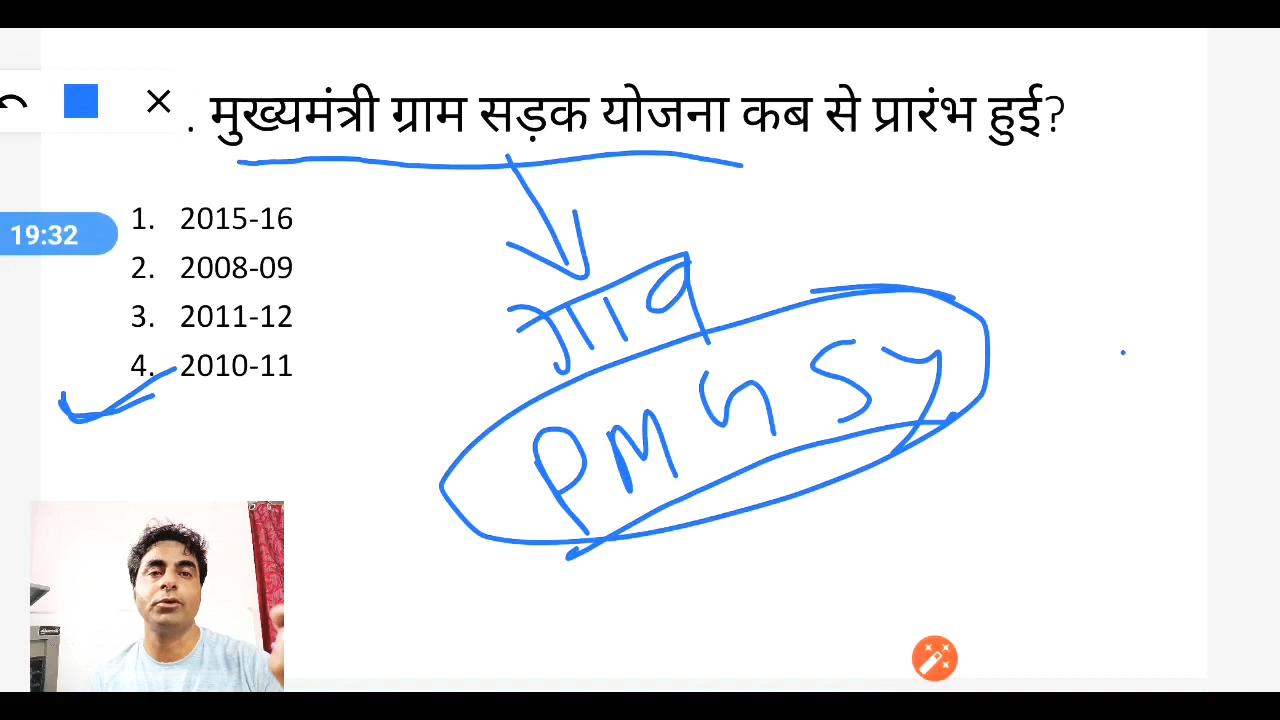 . मुख्यमंत्री ग्राम सड़क योजना कब से प्रारंभ हुई?
1. 2015-16
19:32
2. 2008-09
3. 2011-12
4. 2010-11
गाव
PMGSY